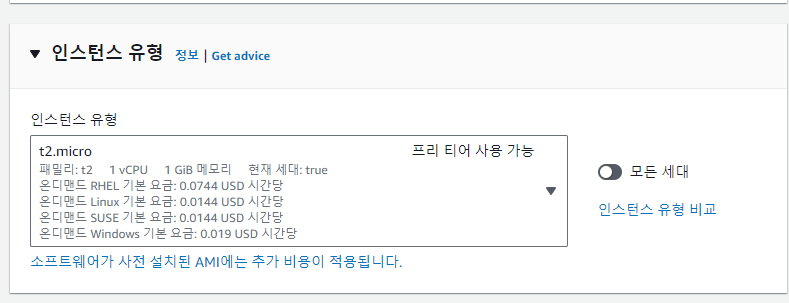 인스턴스 유형 정보 | Get advice
인스턴스 유형
t2.micro 프리 티어 사용 가능
패밀리: t2 1 vCPU 1 GiB 메모리 현재 세대: true
온디맨드 RHEL 기본 요금: 0.0744 USD 시간당
온디맨드 Linux 기본 요금: 0.0144 USD 시간당
온디맨드 SUSE 기본 요금: 0.0144 USD 시간당
온디맨드 Windows 기본 요금: 0.019 USD 시간당
모든 세대
인스턴스 유형 비교
소프트웨어가 사전 설치된 AMI에는 추가 비용이 적용됩니다.